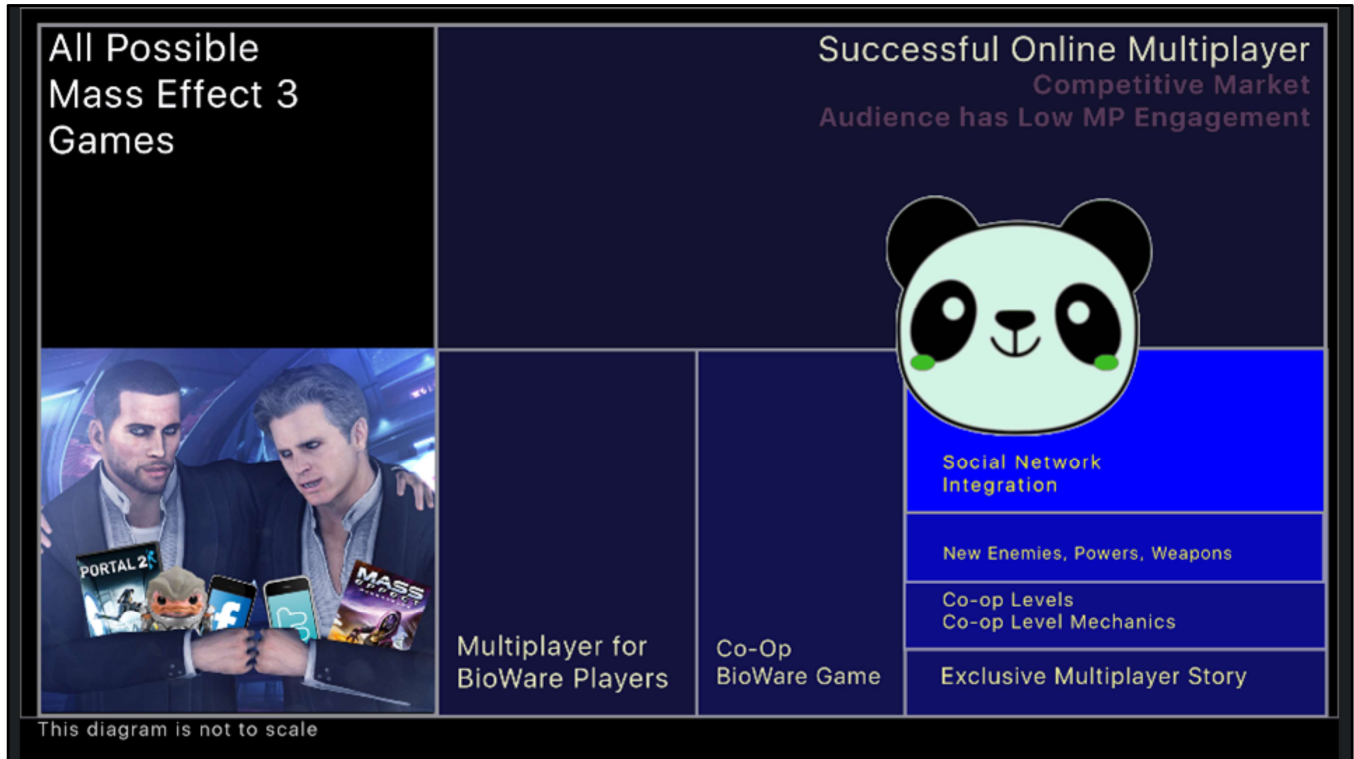 All Possible
Mass Effect 3
Games
Successful Online Multiplayer
Competitive Market
Audience has Low MP Engagement
PORTAL 2
MASS
EFFECT
Social Network
Integration
New Enemies, Powers, Weapons
Co-op Levels
Co-op Level Mechanics
Exclusive Multiplayer Story
Multiplayer for
BioWare Players
Co-Op
BioWare Game
This diagram is not to scale